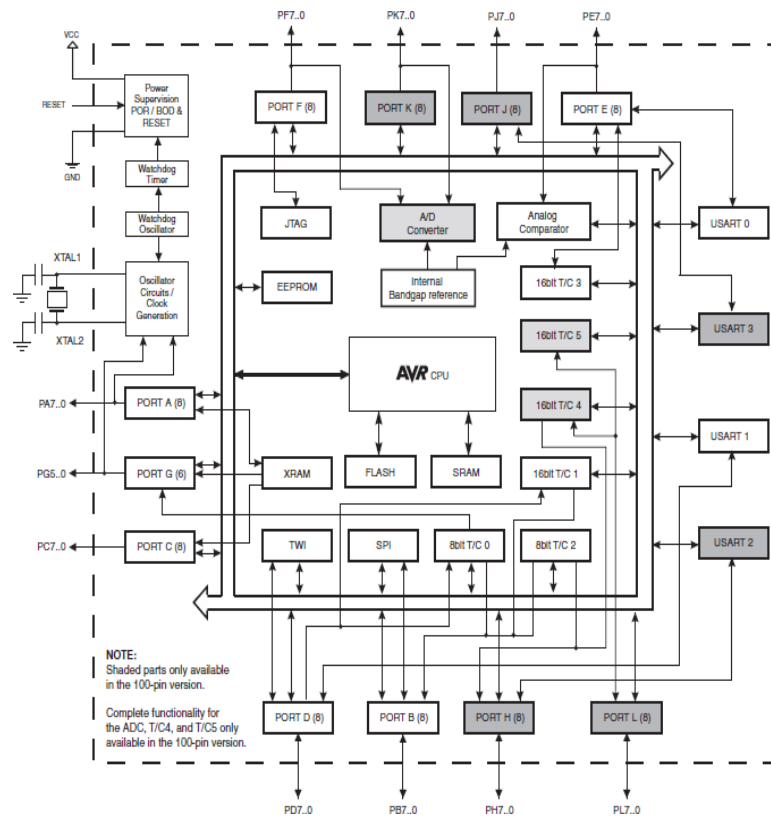 PF7..0
PK7..0
PJ7..0
PE7..0
VCC
RESET
GND
Power
Supervision
POR / BOD &
RESET
PORT F (8)
PORT K (8)
PORT J (8)
PORT E (8)
Watchdog
Timer
Watchdog
Oscillator
JTAG
A/D
Converter
Analog
Comparator
USART 0
XTAL1
XTAL2
Oscillator
Circuits /
Clock
Generation
EEPROM
Internal
Bandgap reference
16bit T/C 3
16bit T/C 5
USART 3
AVR CPU
PA7..0
PORT A (8)
16bit T/C 4
USART 1
PG5..0
PORT G (6)
XRAM
FLASH
SRAM
16bit T/C 1
PC7..0
PORT C (8)
TWI
SPI
8bit T/C 0
8bit T/C 2
USART 2
NOTE:
Shaded parts only available
in the 100-pin version.
Complete functionality for
the ADC, T/C4, and T/C5 only
available in the 100-pin version.
PORT D (8)
PORT B (8)
PORT H (8)
PORT L (8)
PD7..0
PB7..0
PH7..0
PL7..0